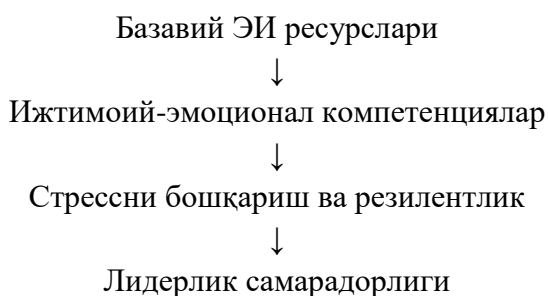 Базавий ЭИ ресурслари
↓
Ижтимоий-эмоционал компетенциялар
↓
Стрессни бошқариш ва резилентлик
↓
Лидерлик самарадорлиги